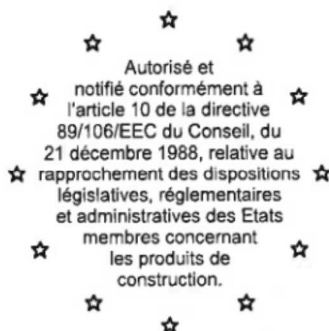 Autorisé et
notifié conformément à
l'article 10 de la directive
89/106/EEC du Conseil, du
21 décembre 1988, relative au
rapprochement des dispositions
législatives, réglementaires
et administratives des Etats
membres concernant
les produits de
construction.